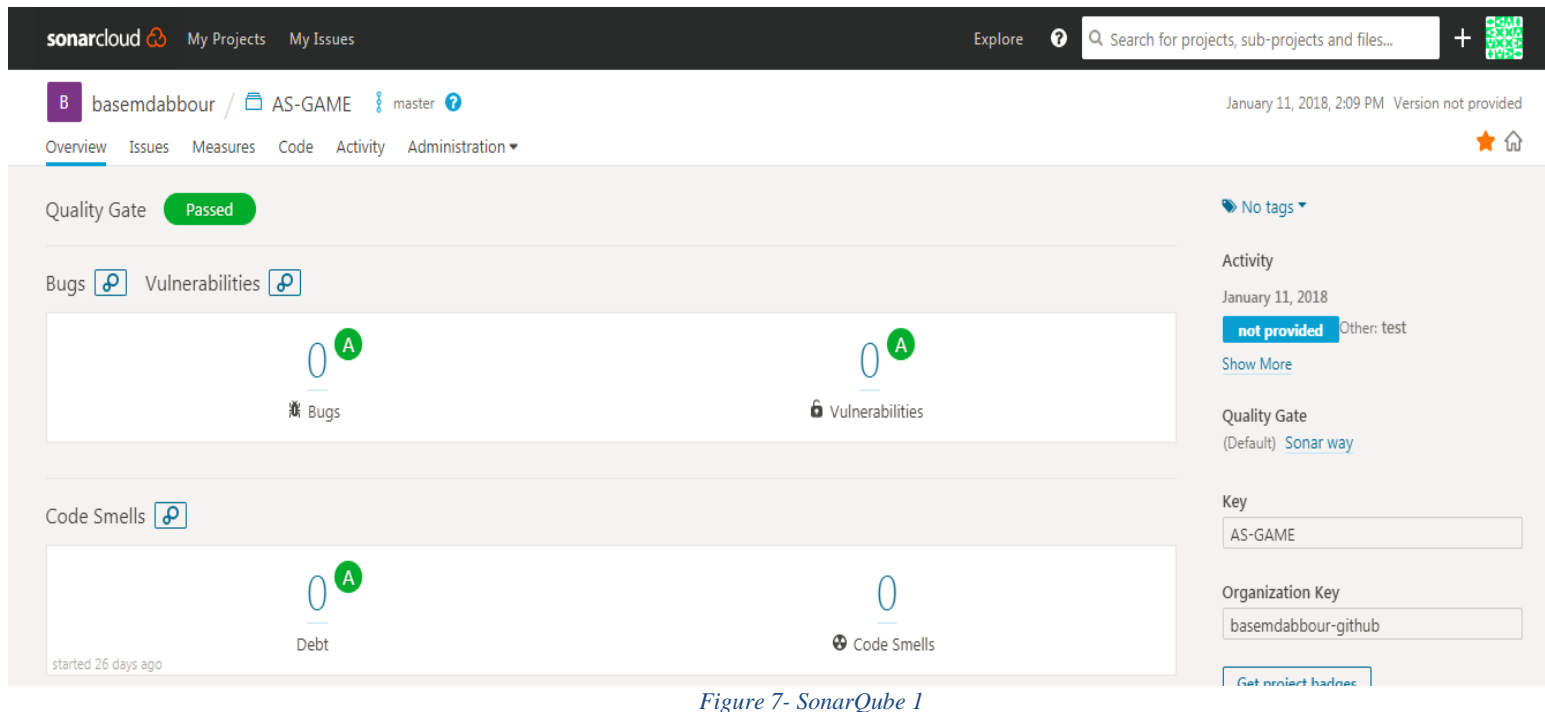 sonarcloud My Projects My Issues Explore ? Search for projects, sub-projects and files... +
B basemdabbour / AS-GAME master ? January 11, 2018, 2:09 PM Version not provided
Overview Issues Measures Code Activity Administration
Quality Gate Passed
Bugs Vulnerabilities
0 A 0 A
Bugs Vulnerabilities
Code Smells
0 A 0
Debt Code Smells
started 26 days ago
No tags
Activity
January 11, 2018
not provided Other: test
Show More
Quality Gate
(Default) Sonar way
Key
AS-GAME
Organization Key
basemdabbour-github
Get project badges
Figure 7- SonarQube 1